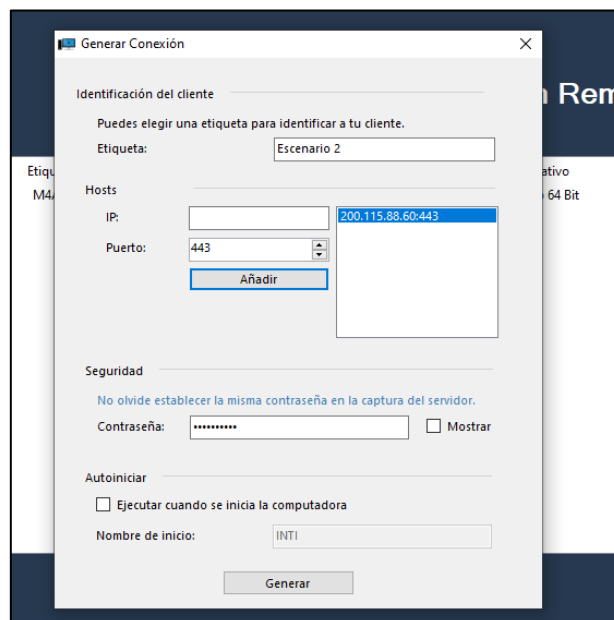 Generar Conexión
Rem
Identificación del cliente
Puedes elegir una etiqueta para identificar a tu cliente.
Etiqueta:
Escenario 2
Hosts
IP:
200.115.88.60:443
Puerto:
443
Añadir
Seguridad
No olvide establecer la misma contraseña en la captura del servidor.
Contraseña:
••••••••••
Mostrar
Autoiniciar
Ejecutar cuando se inicia la computadora
Nombre de inicio:
INTI
Generar
Etiqu
ativo
M4A
64 Bit